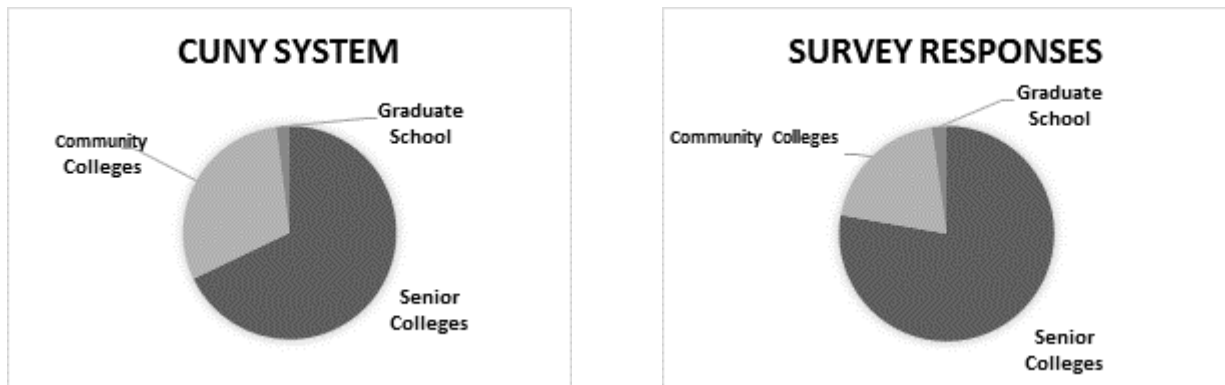 CUNY SYSTEM
Graduate
School
Community
Colleges
Senior
Colleges
SURVEY RESPONSES
Graduate
School
Community Colleges
Senior
Colleges